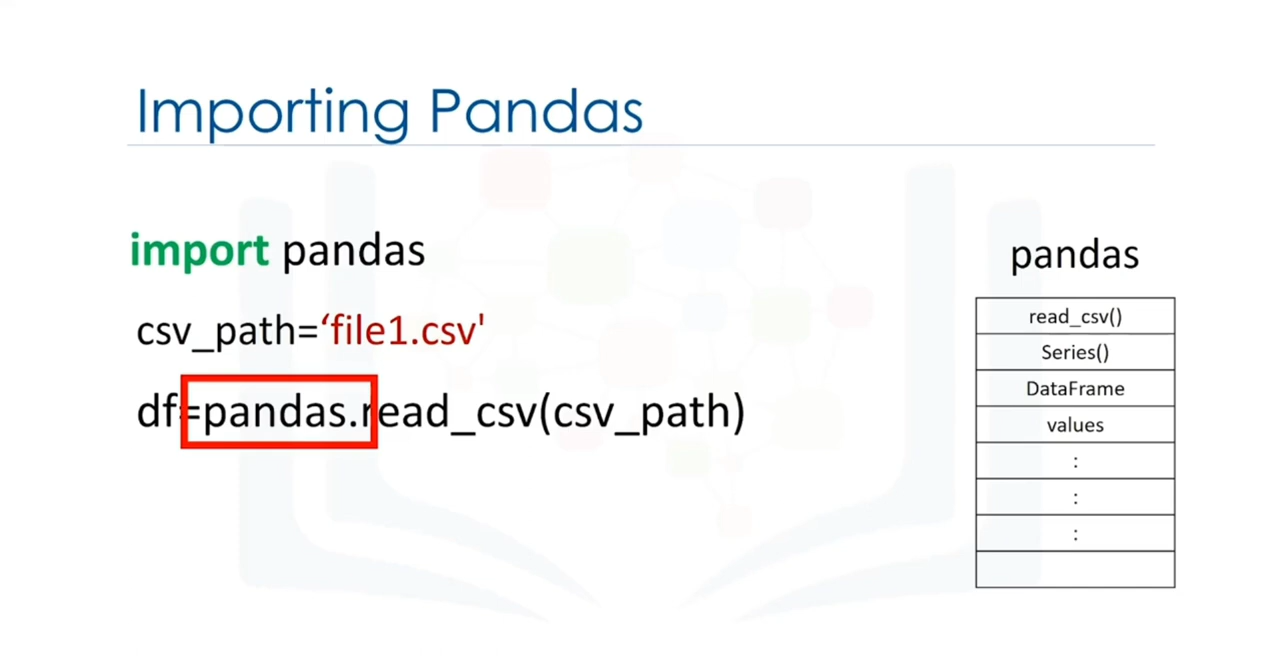 Importing Pandas
import pandas
csv_path=‘file1.csv'
df=pandas.read_csv(csv_path)
pandas
read_csv()
Series()
DataFrame
values
:
:
: